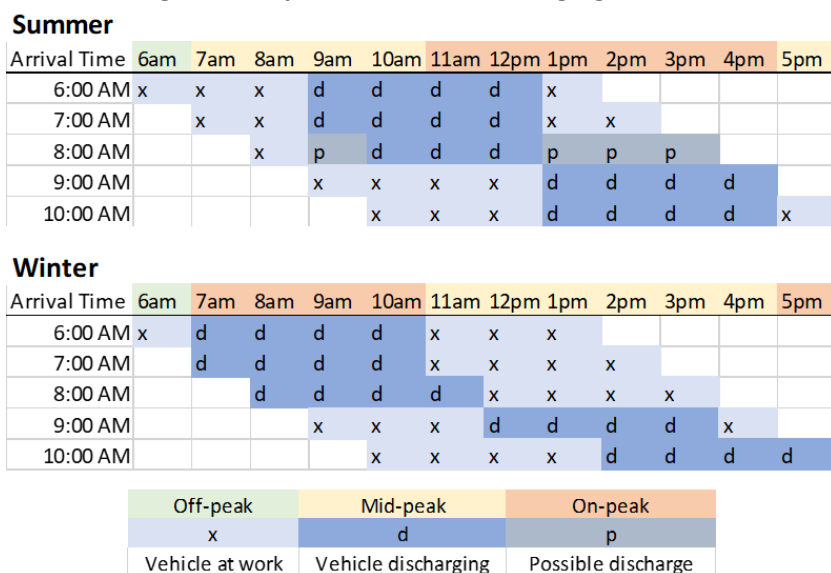 Summer
Arrival Time 6am 7am 8am 9am 10am 11am 12pm 1pm 2pm 3pm 4pm 5pm
6:00 AM x x x d d d d x
7:00 AM x x d d d d x x
8:00 AM x p d d d p p p
9:00 AM x x x x d d d d
10:00 AM x x x d d d d x
Winter
Arrival Time 6am 7am 8am 9am 10am 11am 12pm 1pm 2pm 3pm 4pm 5pm
6:00 AM x d d d d x x x
7:00 AM d d d d x x x x
8:00 AM d d d d x x x x
9:00 AM x x x d d d d x
10:00 AM x x x x d d d d
Off-peak Mid-peak On-peak
x d p
Vehicle at work Vehicle discharging Possible discharge